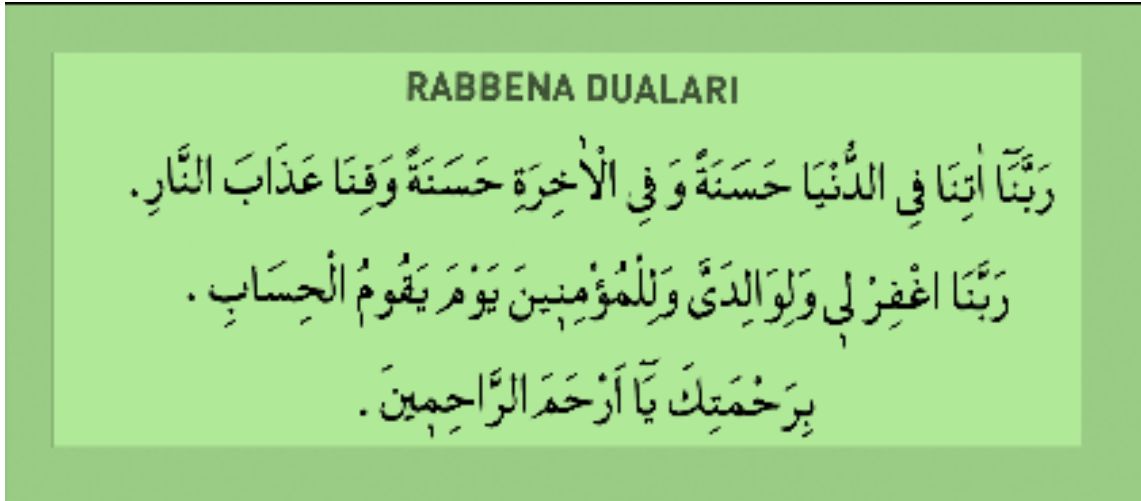 RABBENA DUALARI
رَبَّنَٓا اٰتِنَا فِي الدُّنْيَا حَسَنَةً وَ فِي الْاٰخِرَةِ حَسَنَةً وَقِنَا عَذَابَ النَّارِ.
رَبَّنَا اغْفِرْ ل۪ي وَلِوَالِدَيَّ وَلِلْمُؤْمِن۪ينَ يَوْمَ يَقُومُ الْحِسَابِ .
بِرَحْمَتِكَ يَٓا اَرْحَمَ الرَّاحِم۪ينَ .